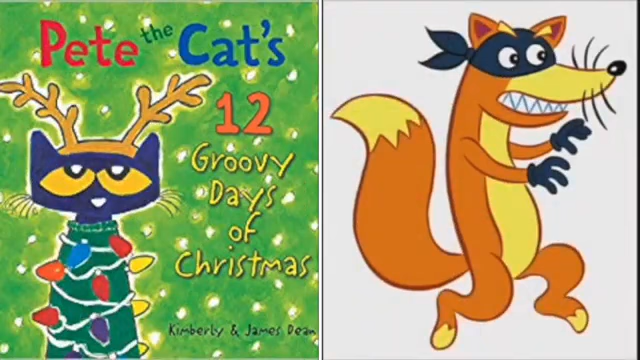 Pete the Cat's
12
Groovy
Days
of
Christmas
Kimberly & James Dean